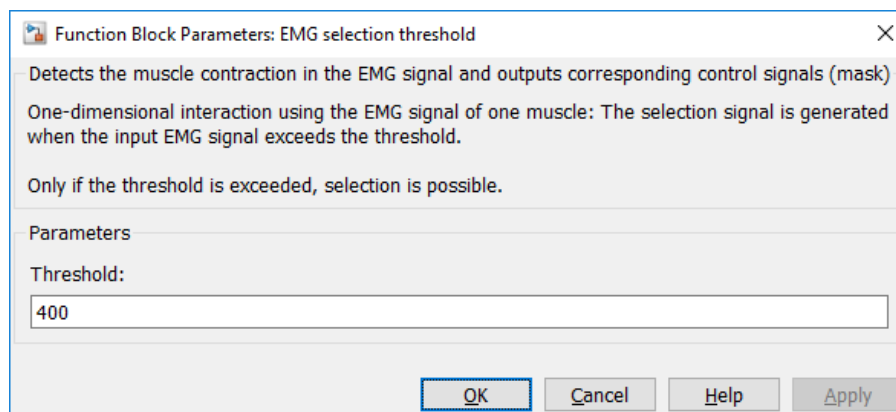 Function Block Parameters: EMG selection threshold
Detects the muscle contraction in the EMG signal and outputs corresponding control signals (mask)
One-dimensional interaction using the EMG signal of one muscle: The selection signal is generated
when the input EMG signal exceeds the threshold.
Only if the threshold is exceeded, selection is possible.
Parameters
Threshold:
400
OK Cancel Help Apply